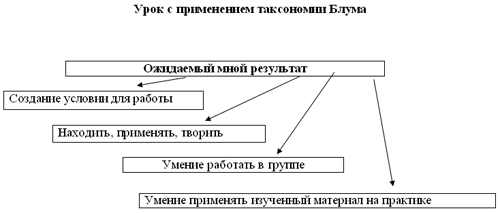 Урок с применением таксономии Блума
Ожидаемый мной результат
Создание условии для работы
Находить, применять, творить
Умение работать в группе
Умение применять изученный материал на практике